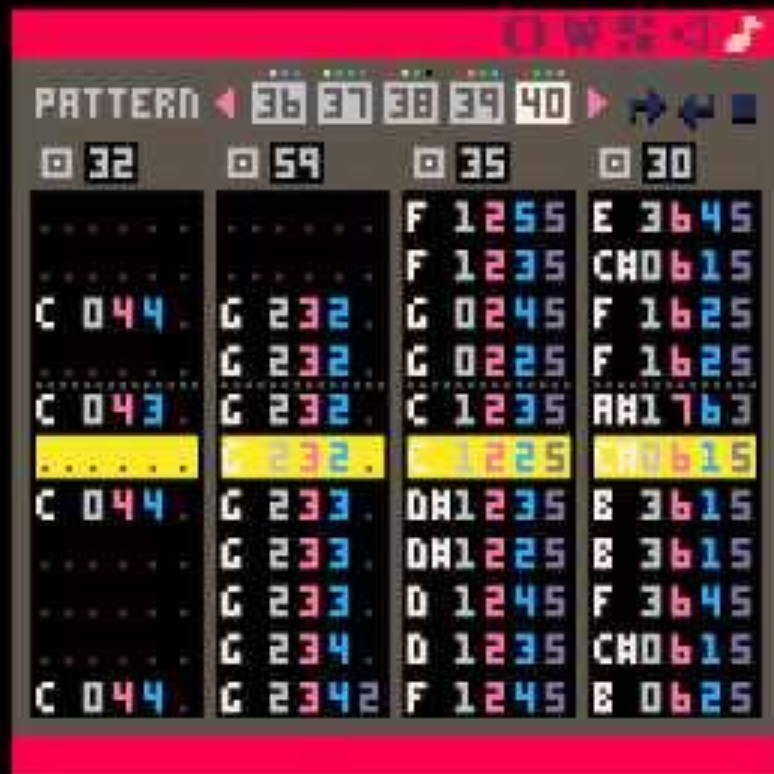 PATTERN 36 37 38 39 40
32 59 35 30
. . . . . . . . . . . . F 1255 E 3645
. . . . . . . . . . . . F 1235 C#0615
C 044. G 232. G 0245 F 1625
. . . . . . G 232. G 0225 F 1625
C 043. G 232. C 1235 A#1763
. . . . . . G 232. C 1225 C#0615
C 044. G 233. D#1235 B 3615
. . . . . . G 233. D#1225 B 3615
. . . . . . G 233. D 1245 F 3645
. . . . . . G 234. D 1235 C#0615
C 044. G 2342 F 1245 B 0625